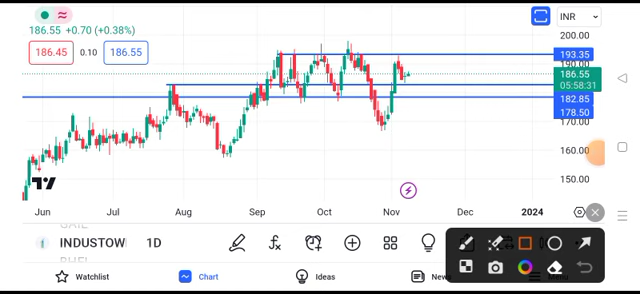 186.55 +0.70 (+0.38%)
INR
186.45 0.10 186.55
200.00
193.35
186.55
05:58:31
182.85
178.50
170.00
160.00
150.00
Jun Jul Aug Sep Oct Nov Dec 2024
INDUSTOW 1D
Watchlist Chart Ideas News